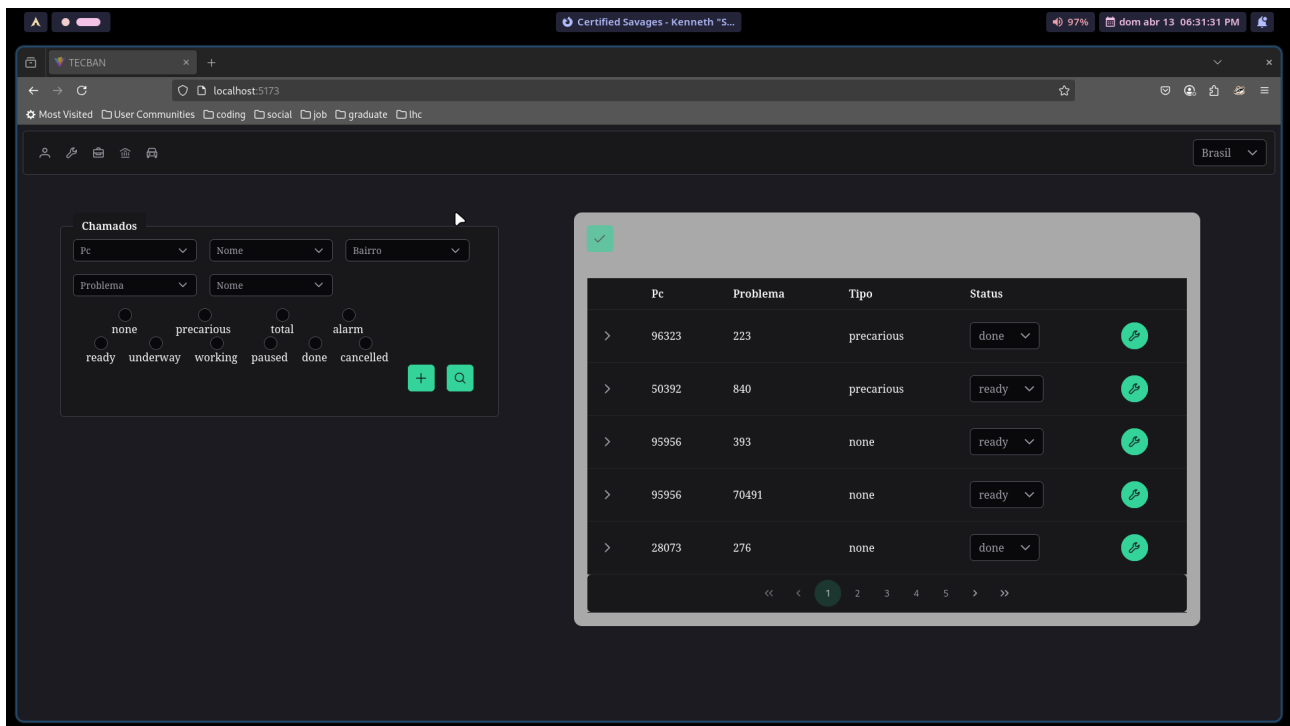 Certified Savages - Kenneth "S...
97%
dom abr 13 06:31:31 PM
TECBAN
localhost:5173
Most Visited User Communities coding social job graduate lhc
Brasil
Chamados
Pc Nome Bairro
Problema Nome
none precarious total alarm
ready underway working paused done cancelled
Pc Problema Tipo Status
96323 223 precarious done
50392 840 precarious ready
95956 393 none ready
95956 70491 none ready
28073 276 none done
1 2 3 4 5